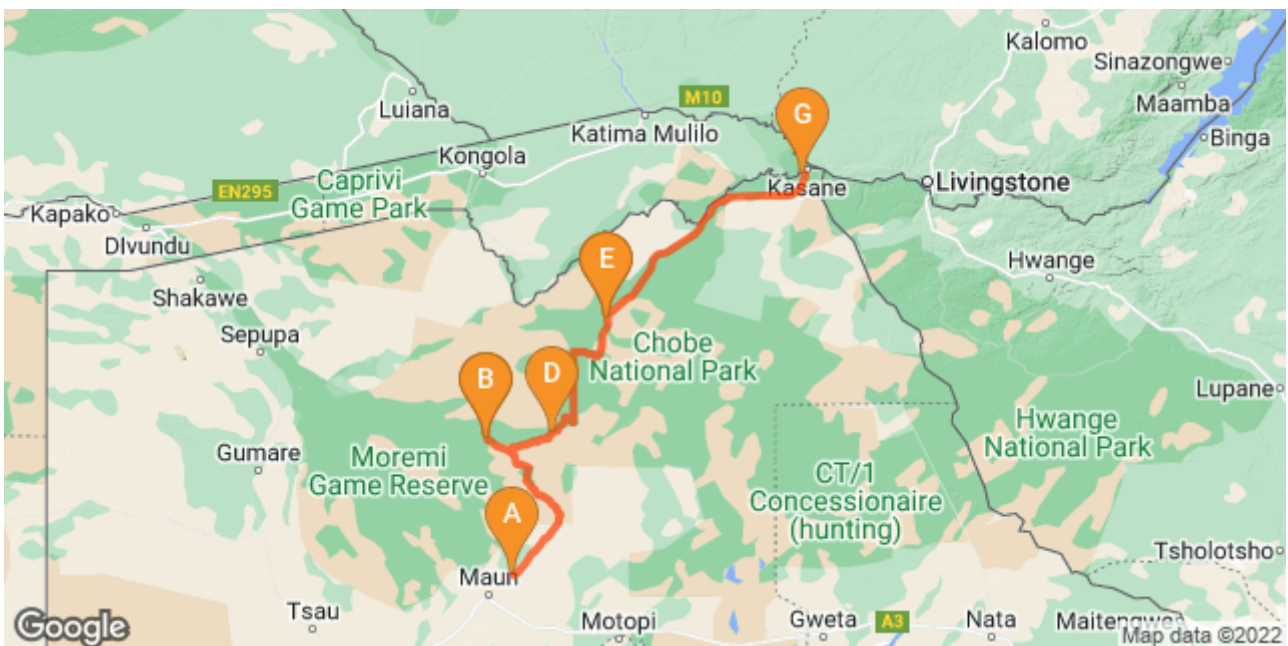 Kalomo
Sinazongwe
Maamba
Binga
Luiana
M10
Katima Mulilo
G
Kongola
Kasane
Livingstone
EN295
Caprivi
Game Park
Kapako
DIvundu
Hwange
Shakawe
E
Sepupa
Chobe
National Park
B
D
Lupane
Hwange
National Park
Gumare
Moremi
Game Reserve
CT/1
Concessionaire
(hunting)
A
Tsholotsho
Maun
Tsau
Motopi
Gweta
A3
Nata
Maitengwe
Google
Map data ©2022